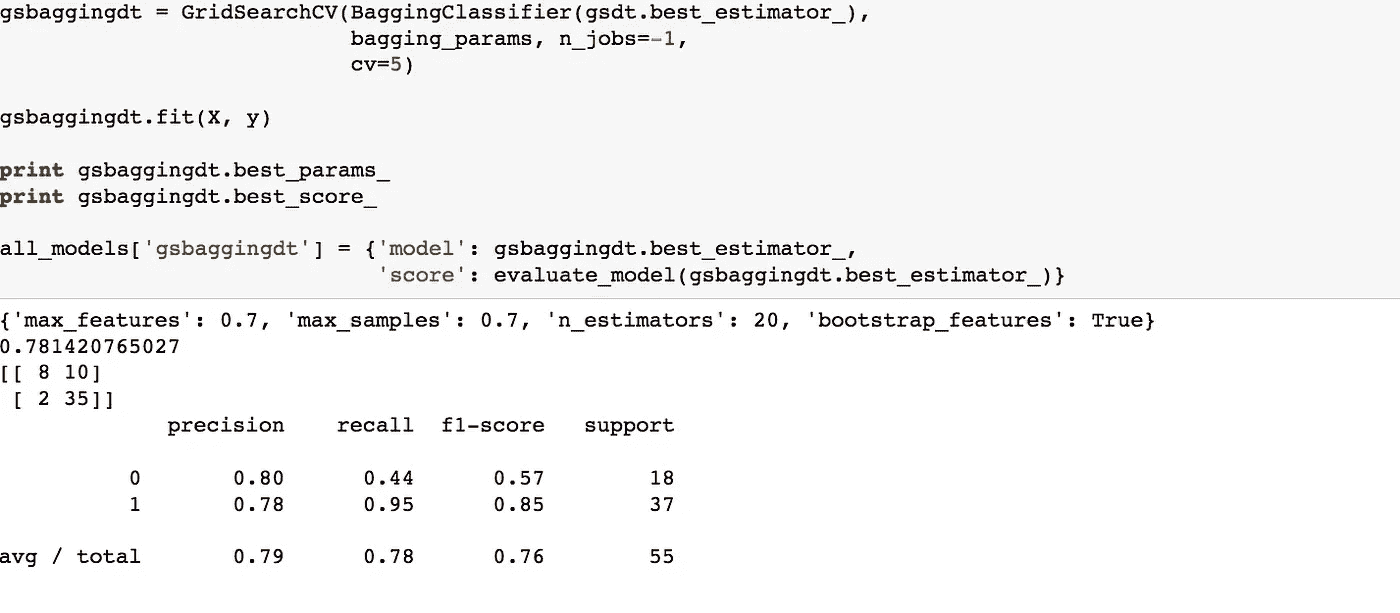 gsbaggingdt = GridSearchCV(BaggingClassifier(gsdt.best_estimator_),
bagging_params, n_jobs=-1,
cv=5)
gsbaggingdt.fit(X, y)
print gsbaggingdt.best_params_
print gsbaggingdt.best_score_
all_models['gsbaggingdt'] = {'model': gsbaggingdt.best_estimator_,
'score': evaluate_model(gsbaggingdt.best_estimator_)}
{'max_features': 0.7, 'max_samples': 0.7, 'n_estimators': 20, 'bootstrap_features': True}
0.781420765027
[[ 8 10]
[ 2 35]]
precision recall f1-score support
0 0.80 0.44 0.57 18
1 0.78 0.95 0.85 37
avg / total 0.79 0.78 0.76 55